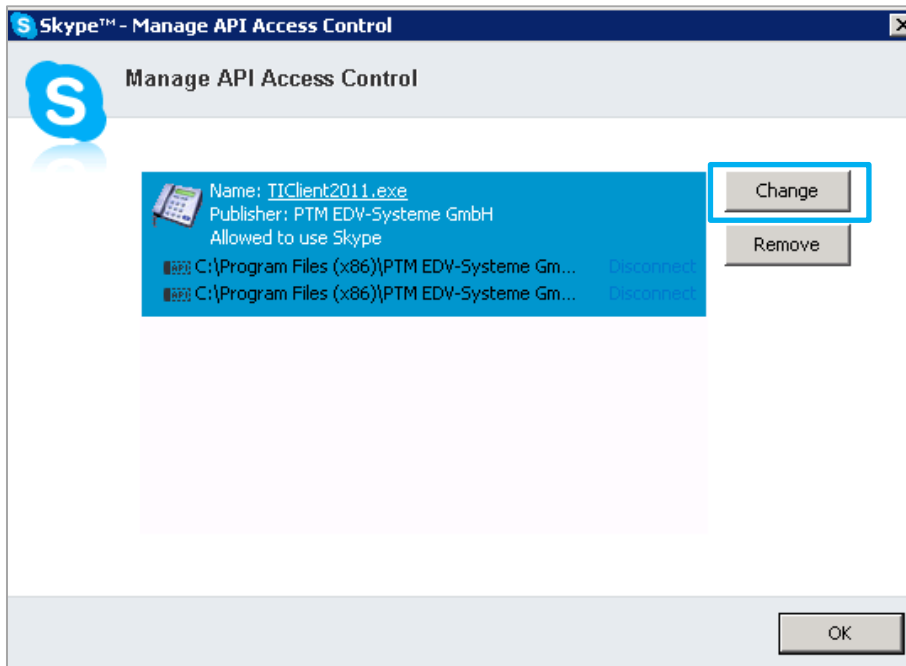 Skype™ - Manage API Access Control
Manage API Access Control
Name: TIClient2011.exe
Publisher: PTM EDV-Systeme GmbH
Allowed to use Skype
API C:\Program Files (x86)\PTM EDV-Systeme Gm... Disconnect
API C:\Program Files (x86)\PTM EDV-Systeme Gm... Disconnect
Change
Remove
OK